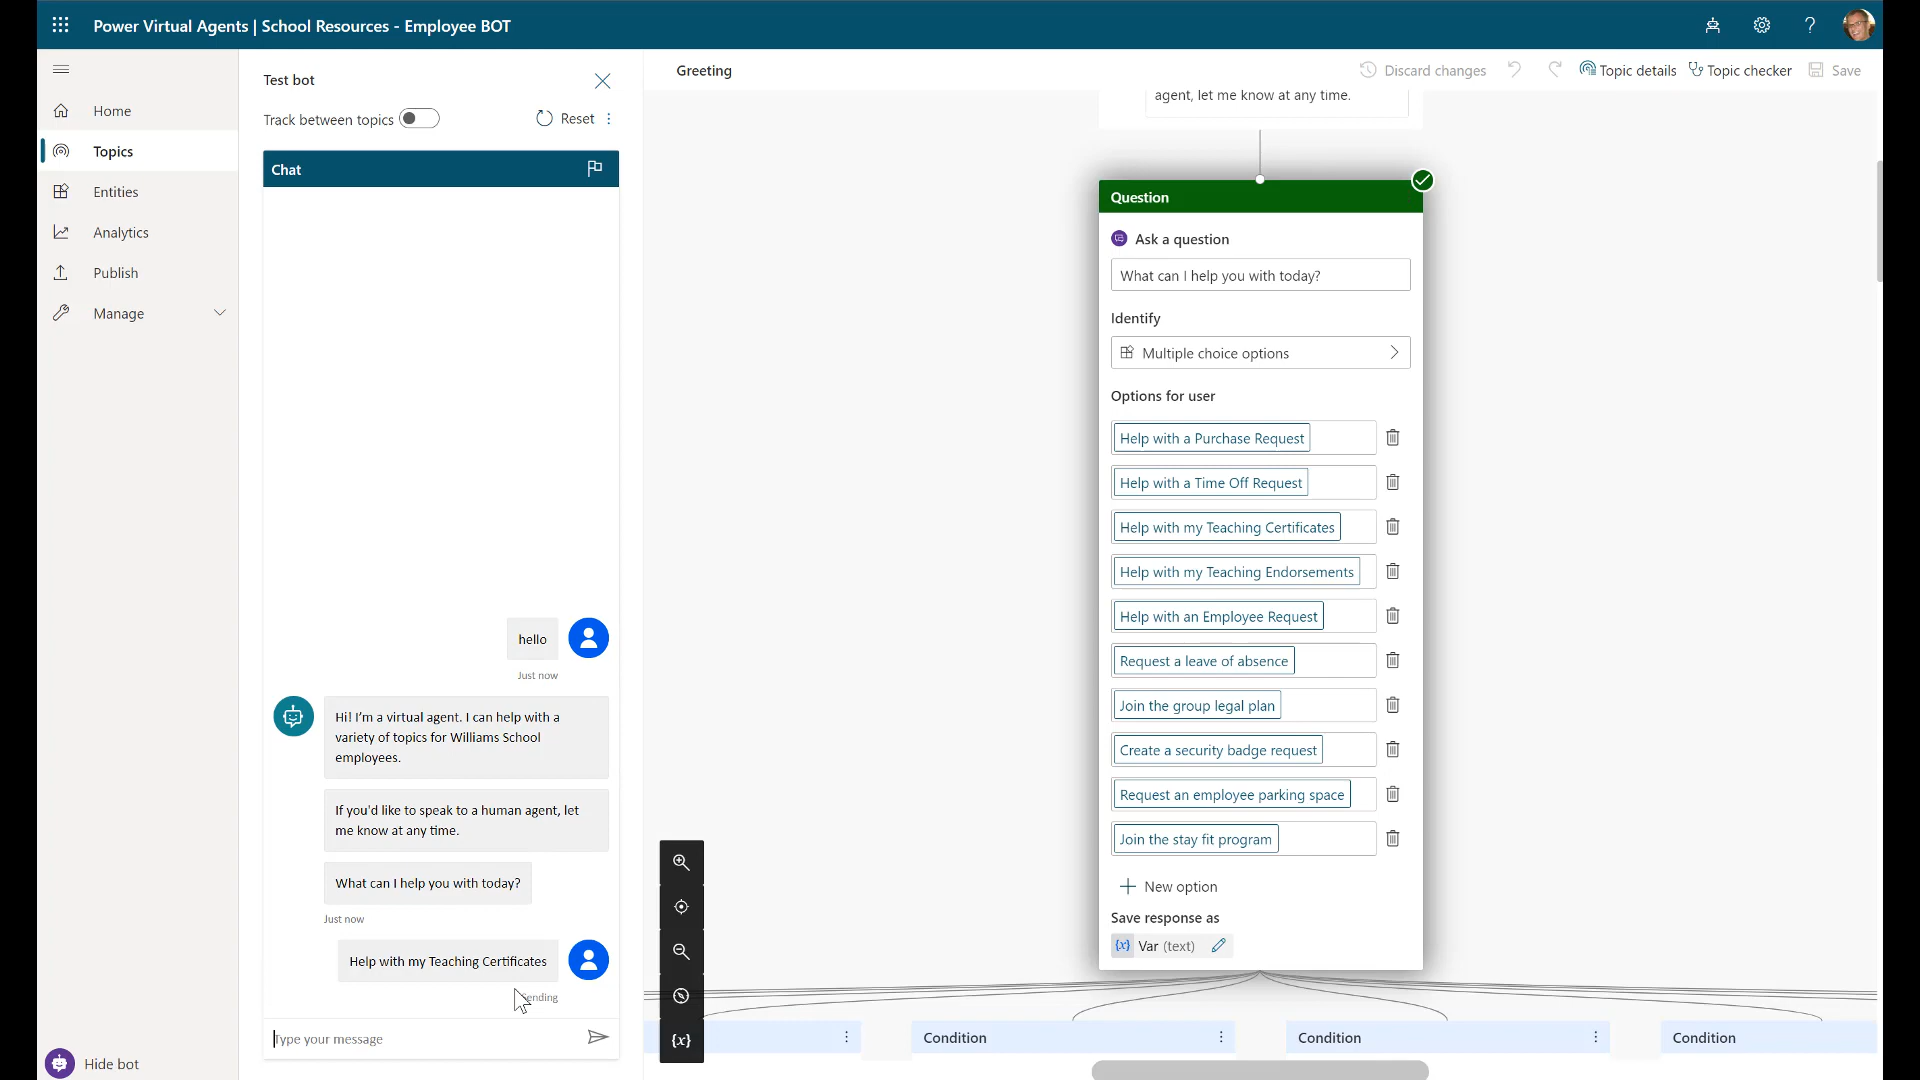 Power Virtual Agents | School Resources - Employee BOT
Home
Topics
Entities
Analytics
Publish
Manage
Hide bot
Test bot
Track between topics
Reset
Chat
hello
Just now
Hi! I'm a virtual agent. I can help with a
variety of topics for Williams School
employees.
If you'd like to speak to a human agent, let
me know at any time.
What can I help you with today?
Just now
Help with my Teaching Certificates
Sending
Type your message
Greeting
Discard changes
Topic details
Topic checker
Save
agent, let me know at any time.
Question
Ask a question
What can I help you with today?
Identify
Multiple choice options
Options for user
Help with a Purchase Request
Help with a Time Off Request
Help with my Teaching Certificates
Help with my Teaching Endorsements
Help with an Employee Request
Request a leave of absence
Join the group legal plan
Create a security badge request
Request an employee parking space
Join the stay fit program
New option
Save response as
{x} Var (text)
{x}
Condition
Condition
Condition